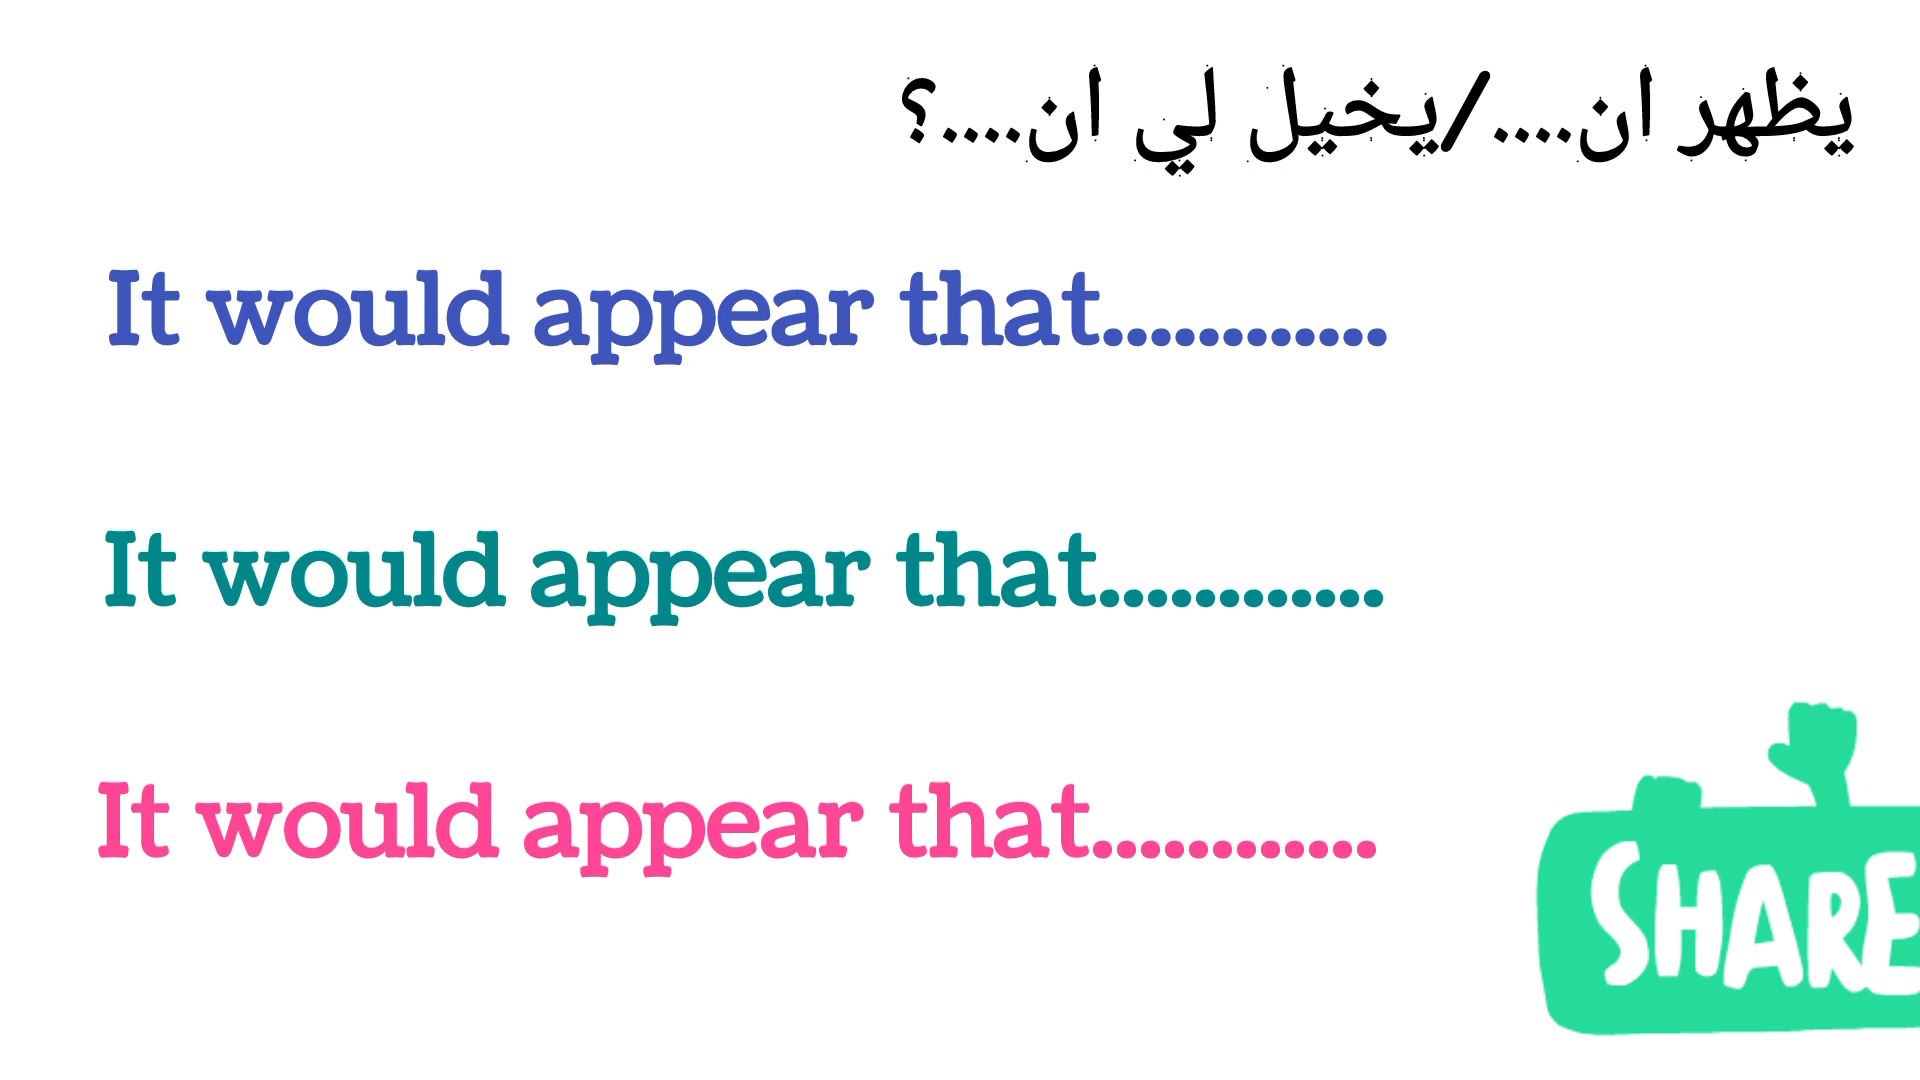 يظهر ان..../يخيل لي ان....؟
It would appear that............
It would appear that............
It would appear that............
SHARE